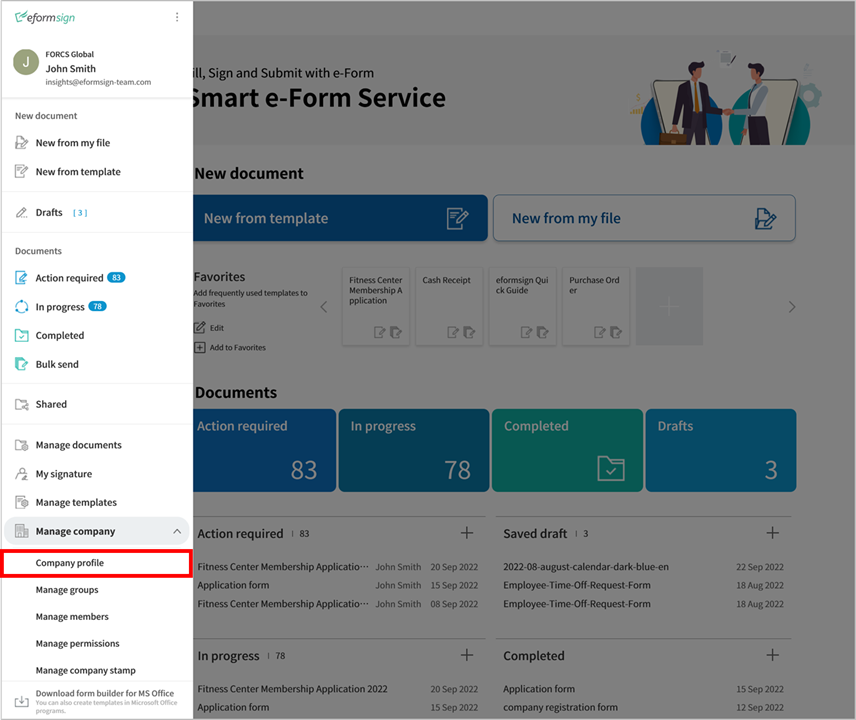 eformsign
J
FORCS Global
John Smith
insights@eformsign-team.com
New document
New from my file
New from template
Drafts [ 3 ]
Documents
Action required 83
In progress 78
Completed
Bulk send
Shared
Manage documents
My signature
Manage templates
Manage company
Company profile
Manage groups
Manage members
Manage permissions
Manage company stamp
Download form builder for MS Office
You can also create templates in Microsoft Office
programs.
ill, Sign and Submit with e-Form
Smart e-Form Service
New document
New from template
New from my file
Favorites
Add frequently used templates to
Favorites
Edit
Add to Favorites
Fitness Center
Membership A
pplication
Cash Receipt
eformsign Qui
ck Guide
Purchase Ord
er
Documents
Action required
83
In progress
78
Completed
Drafts
3
Action required 83
Fitness Center Membership Applicatio··· John Smith 20 Sep 2022
Application form John Smith 15 Sep 2022
Fitness Center Membership Applicatio··· John Smith 08 Sep 2022
Saved draft 3
2022-08-august-calendar-dark-blue-en 22 Sep 2022
Employee-Time-Off-Request-Form 18 Aug 2022
Employee-Time-Off-Request-Form 18 Aug 2022
In progress 78
Fitness Center Membership Application 2022 20 Sep 2022
Application form 15 Sep 2022
Completed
Application form 15 Sep 2022
company registration form 12 Sep 2022